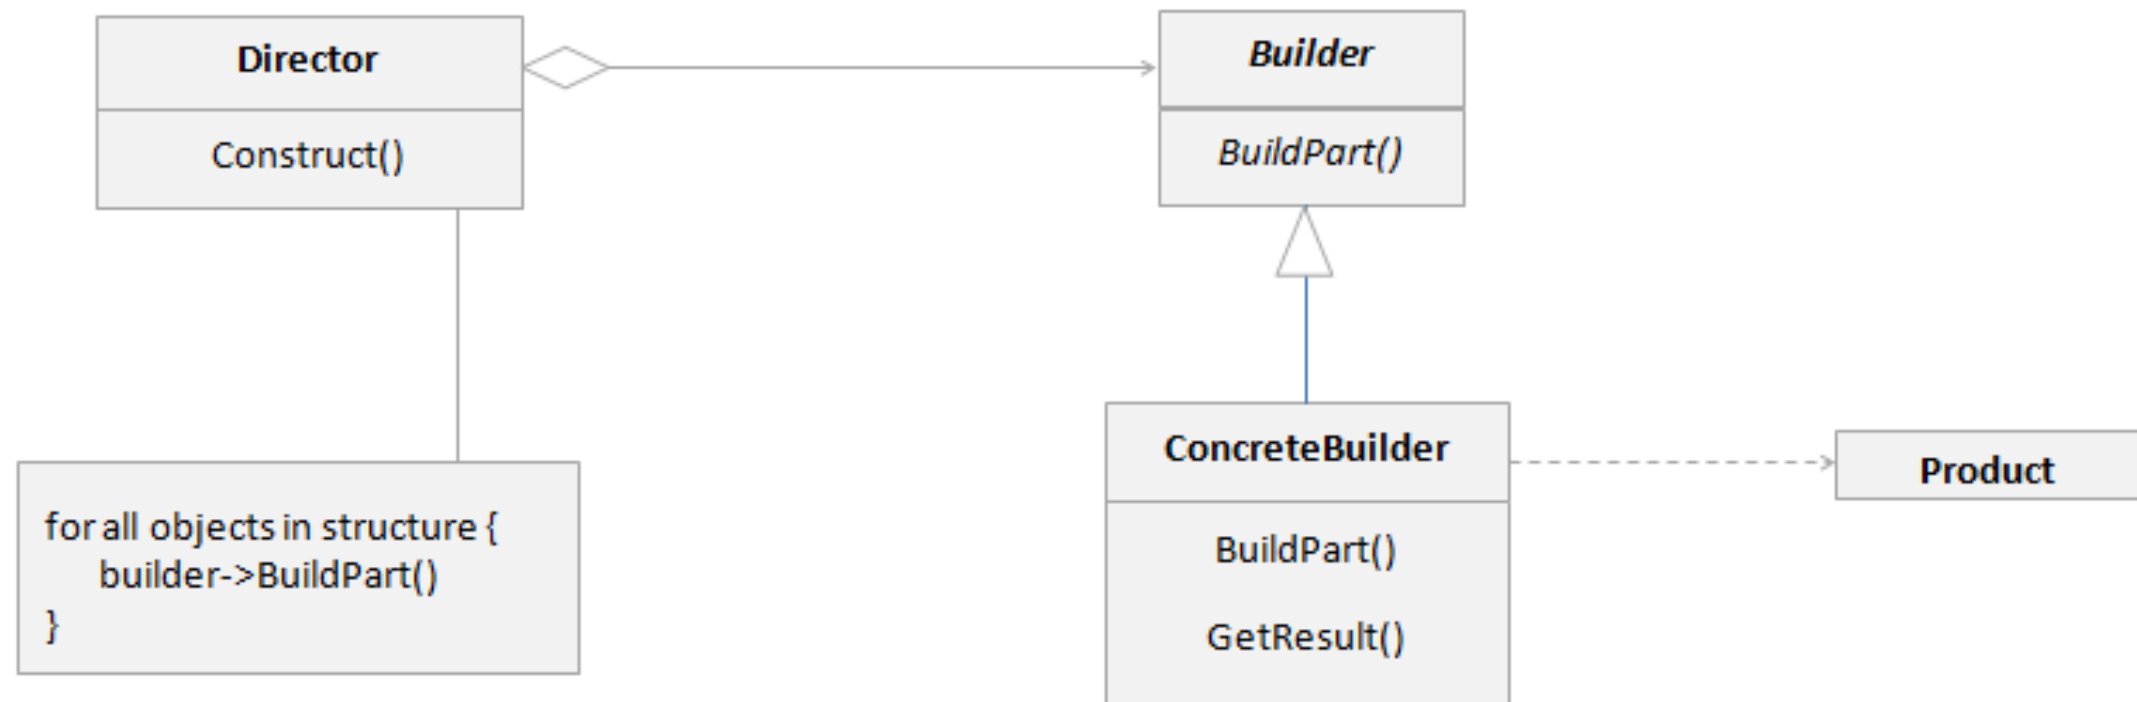 Director
Construct()
Builder
BuildPart()
for all objects in structure {
builder->BuildPart()
}
ConcreteBuilder
BuildPart()
GetResult()
Product